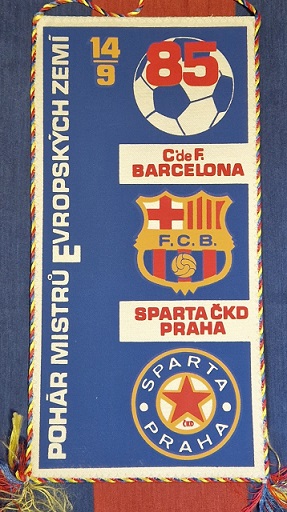 POHÁR MISTRŮ EVROPSKÝCH ZEMÍ
14
9
85
C. de F.
BARCELONA
F.C.B.
SPARTA ČKD
PRAHA
SPARTA
ČKD
PRAHA